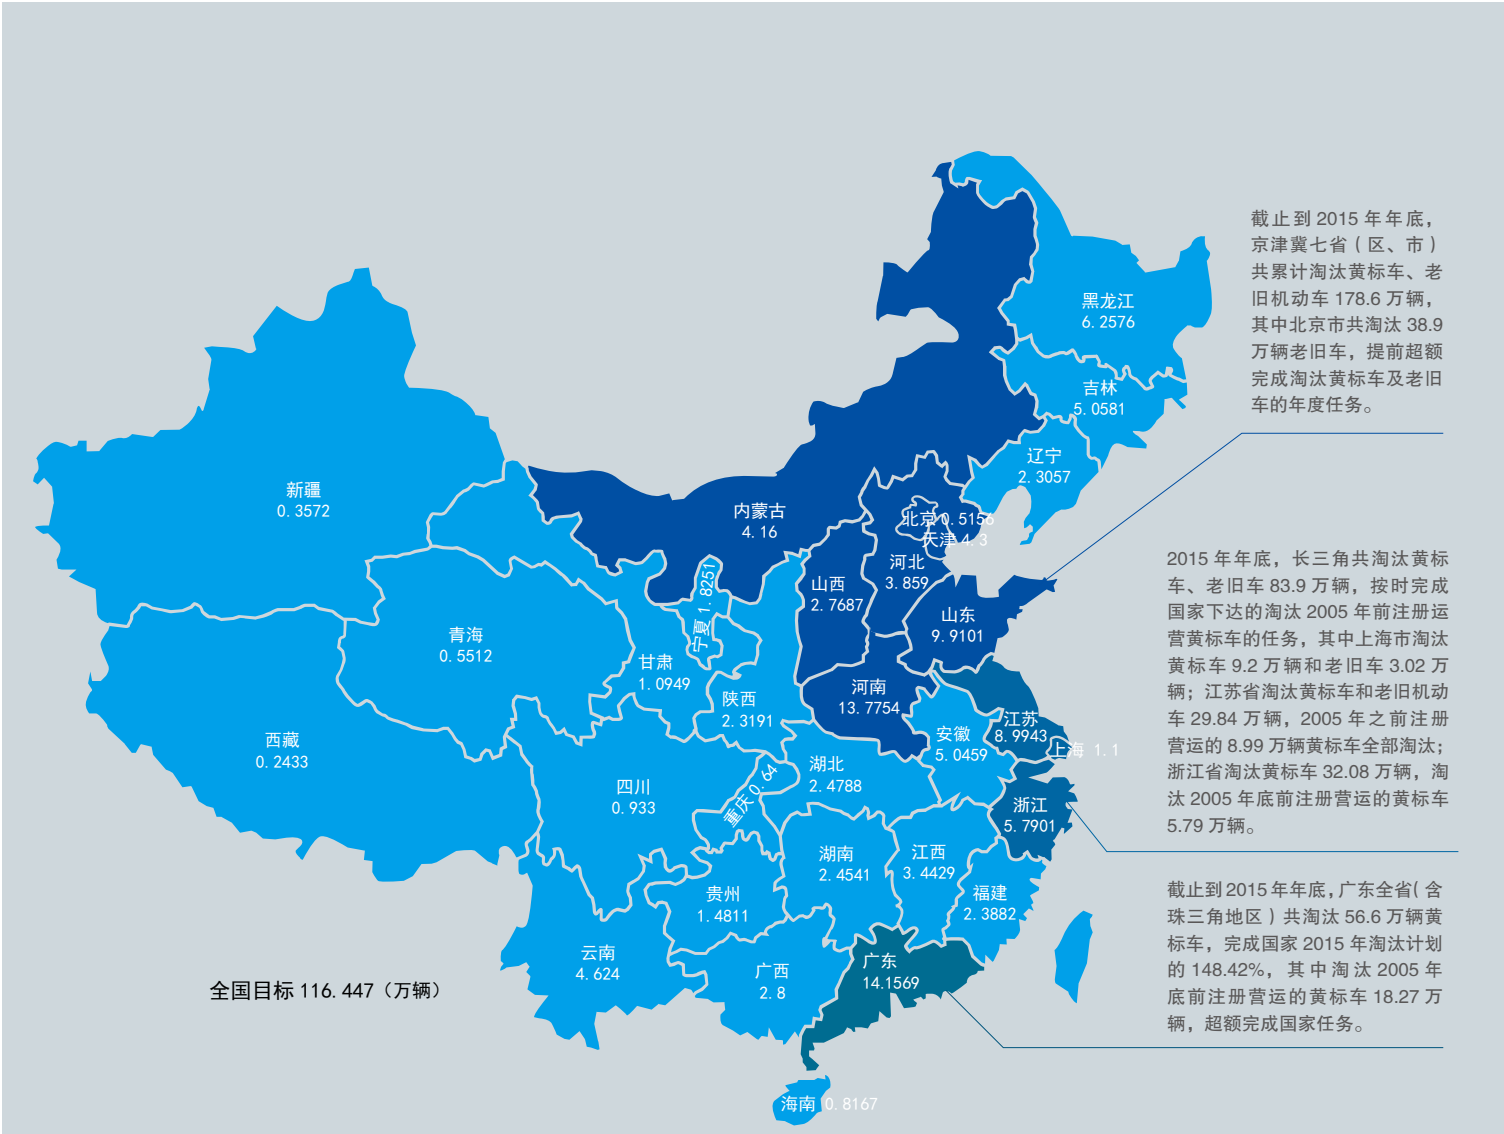 截止到 2015 年年底，
京津冀七省（区、市）
共累计淘汰黄标车、老
旧机动车 178.6 万辆，
其中北京市共淘汰 38.9
万辆老旧车，提前超额
完成淘汰黄标车及老旧
车的年度任务。
黑龙江
6.2576
吉林
5.0581
辽宁
2.3057
新疆
0.3572
内蒙古
4.16
北京 0.5156
天津 4.3
河北
3.859
山西
2.7687
山东
9.9101
宁夏 1.8251
青海
0.5512
甘肃
1.0949
陕西
2.3191
河南
13.7754
西藏
0.2433
江苏
8.9943
安徽
5.0459
上海 1.1
四川
0.933
重庆 0.64
湖北
2.4788
浙江
5.7901
湖南
2.4541
江西
3.4429
贵州
1.4811
福建
2.3882
云南
4.624
广西
2.8
广东
14.1569
海南 0.8167
全国目标 116.447（万辆）
2015 年年底，长三角共淘汰黄标
车、老旧车 83.9 万辆，按时完成
国家下达的淘汰 2005 年前注册运
营黄标车的任务，其中上海市淘汰
黄标车 9.2 万辆和老旧车 3.02 万
辆；江苏省淘汰黄标车和老旧机动
车 29.84 万辆，2005 年之前注册
营运的 8.99 万辆黄标车全部淘汰；
浙江省淘汰黄标车 32.08 万辆，淘
汰 2005 年底前注册营运的黄标车
5.79 万辆。
截止到 2015 年年底，广东全省（含
珠三角地区）共淘汰 56.6 万辆黄
标车，完成国家 2015 年淘汰计划
的 148.42%，其中淘汰 2005 年
底前注册营运的黄标车 18.27 万
辆，超额完成国家任务。